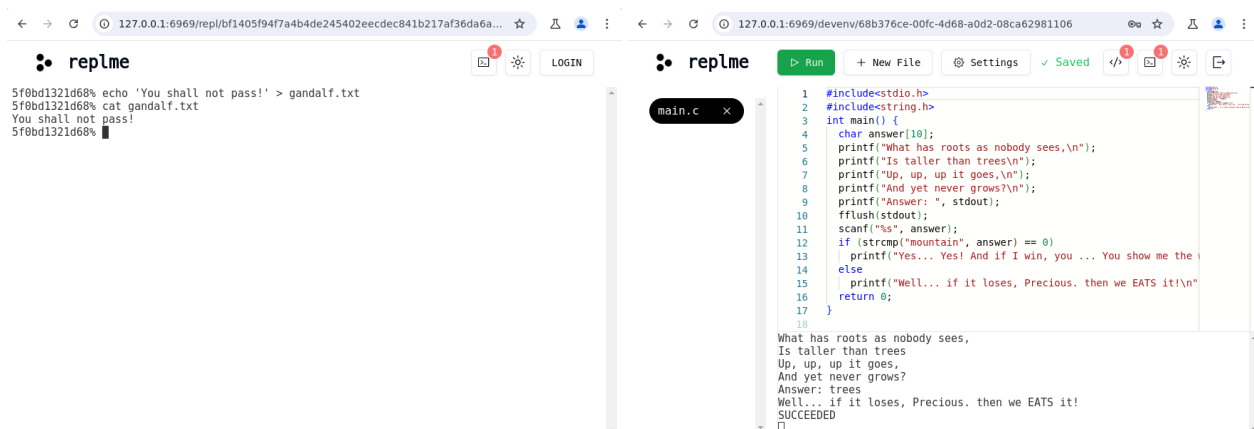 127.0.0.1:6969/repl/bf1405f94f7a4b4de245402eecdec841b217af36da6a...
replme
1
LOGIN
5f0bd1321d68% echo 'You shall not pass!' > gandalf.txt
5f0bd1321d68% cat gandalf.txt
You shall not pass!
5f0bd1321d68%
127.0.0.1:6969/devenv/68b376ce-00fc-4d68-a0d2-08ca62981106
replme
Run
+ New File
Settings
✓ Saved
</> 1
1
main.c ×
1 #include<stdio.h>
2 #include<string.h>
3 int main() {
4 char answer[10];
5 printf("What has roots as nobody sees,\n");
6 printf("Is taller than trees\n");
7 printf("Up, up, up it goes,\n");
8 printf("And yet never grows?\n");
9 printf("Answer: ", stdout);
10 fflush(stdout);
11 scanf("%s", answer);
12 if (strcmp("mountain", answer) == 0)
13 printf("Yes... Yes! And if I win, you ... You show me the
14 else
15 printf("Well... if it loses, Precious. then we EATS it!\n"
16 return 0;
17 }
18
What has roots as nobody sees,
Is taller than trees
Up, up, up it goes,
And yet never grows?
Answer: trees
Well... if it loses, Precious. then we EATS it!
SUCCEEDED